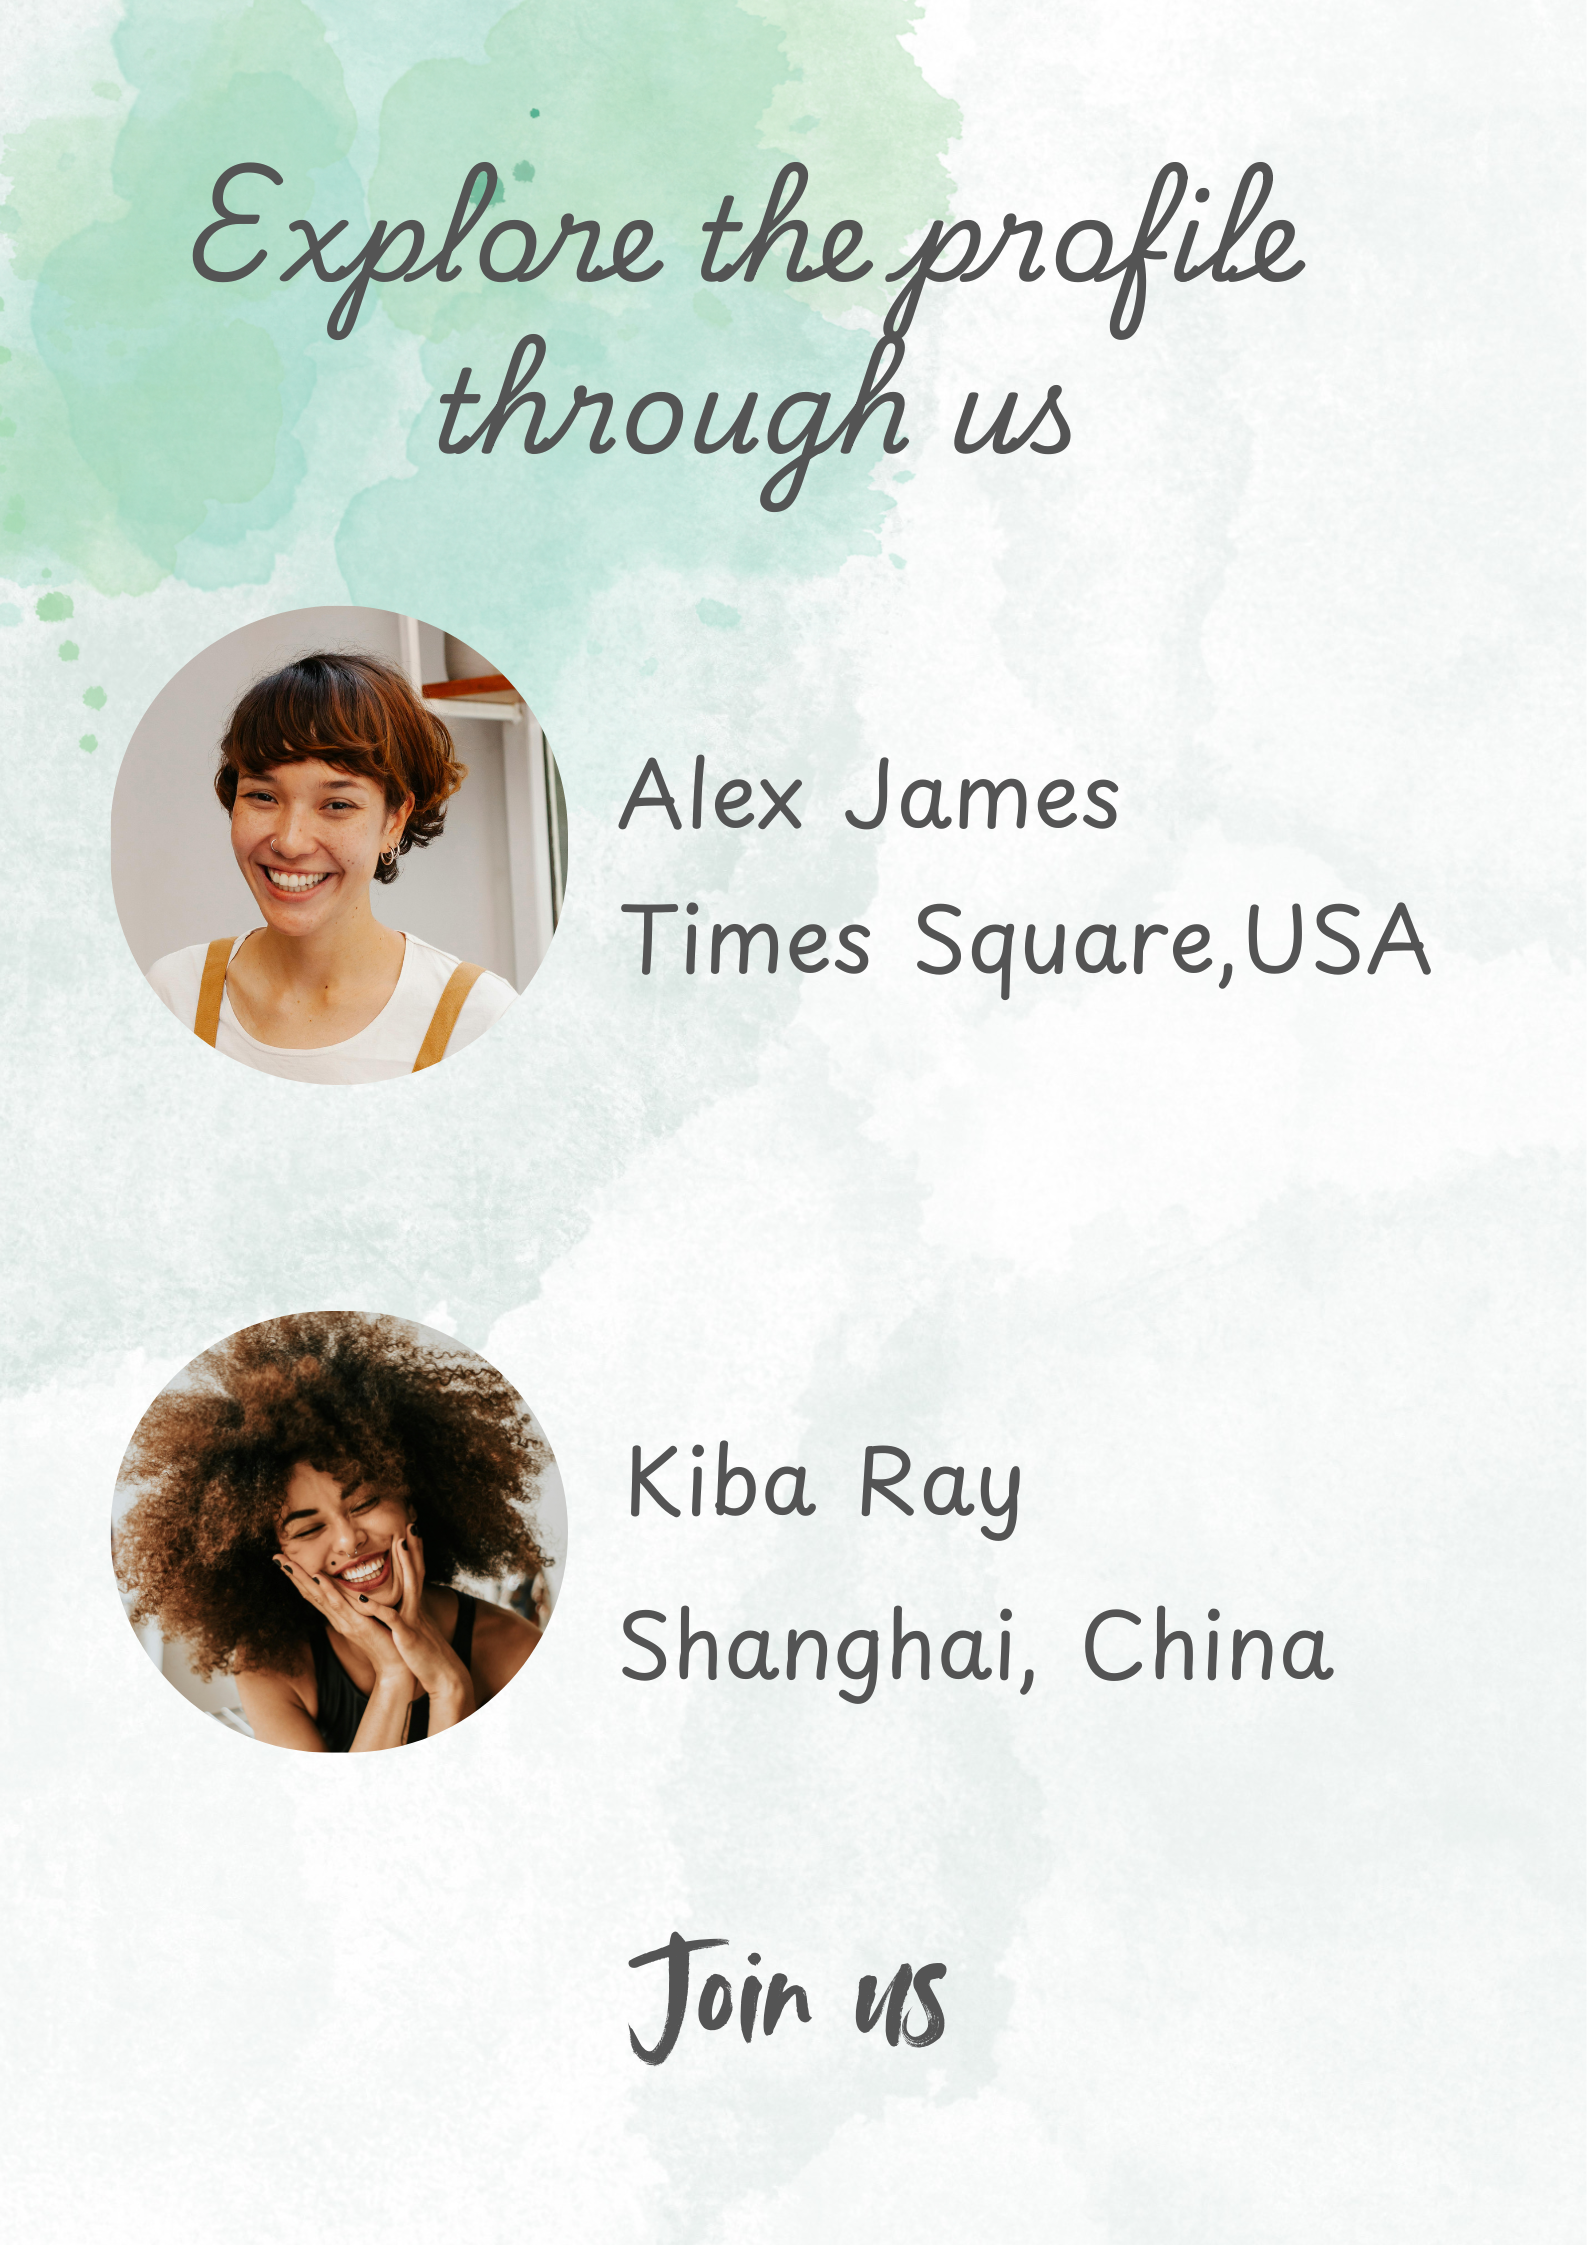 Explore the profile
through us
Alex James
Times Square,USA
Kiba Ray
Shanghai, China
Join us